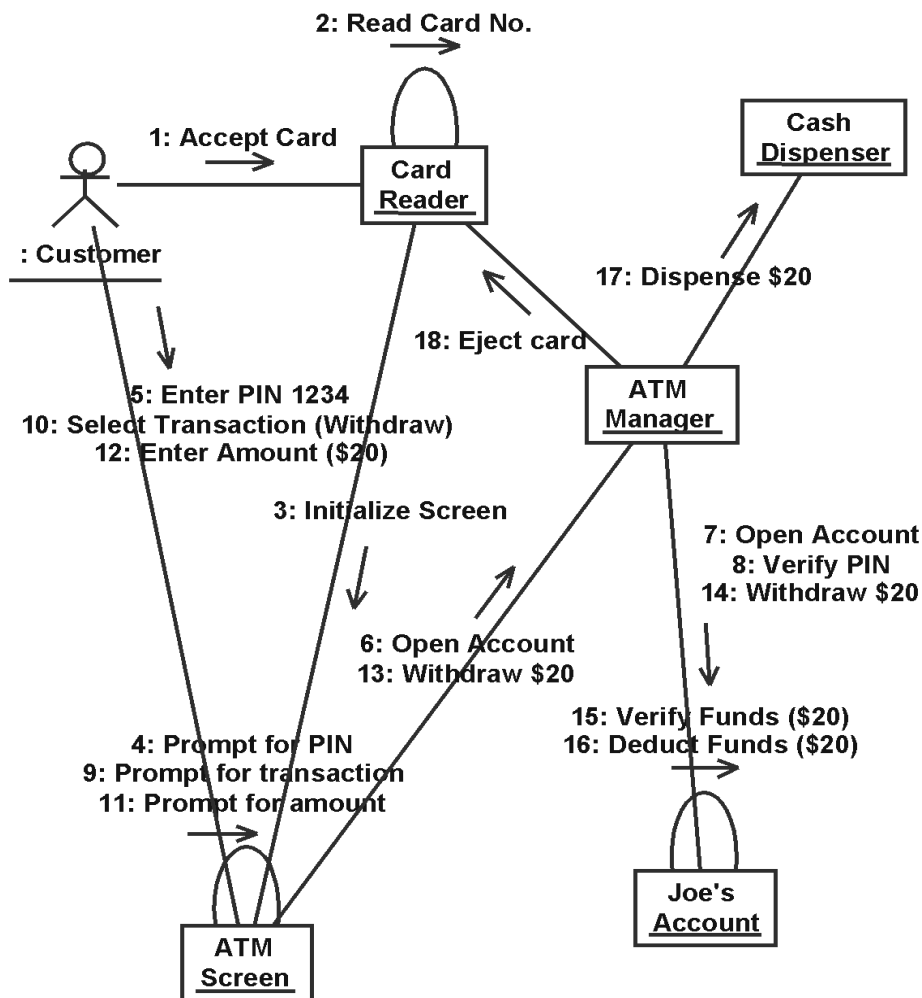 2: Read Card No.
1: Accept Card
Card
Reader
Cash
Dispenser
: Customer
17: Dispense $20
18: Eject card
ATM
Manager
5: Enter PIN 1234
10: Select Transaction (Withdraw)
12: Enter Amount ($20)
3: Initialize Screen
7: Open Account
8: Verify PIN
14: Withdraw $20
6: Open Account
13: Withdraw $20
15: Verify Funds ($20)
16: Deduct Funds ($20)
4: Prompt for PIN
9: Prompt for transaction
11: Prompt for amount
Joe's
Account
ATM
Screen